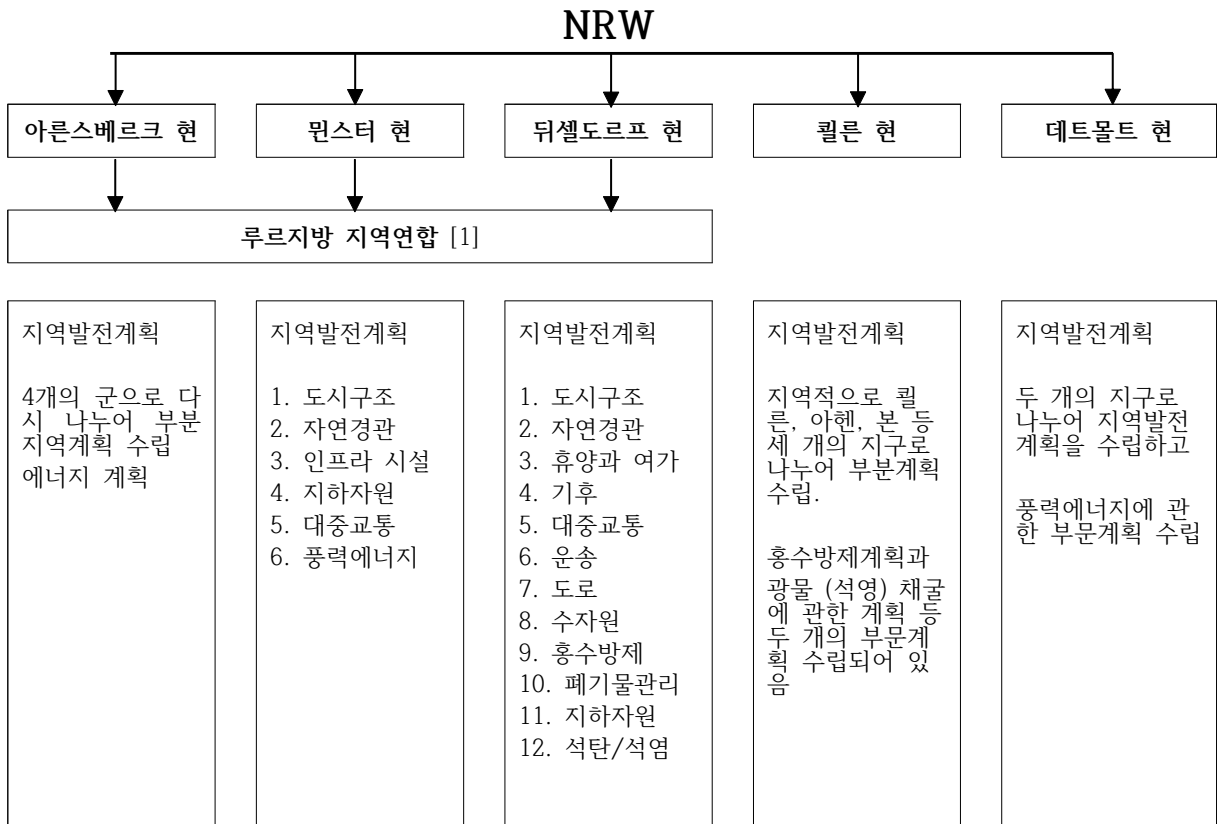 NRW
아른스베르크 현
뮌스터 현
뒤셀도르프 현
쾰른 현
데트몰트 현
루르지방 지역연합 [1]
지역발전계획
4개의 군으로 다
시 나누어 부분
지역계획 수립
에너지 계획
지역발전계획
1. 도시구조
2. 자연경관
3. 인프라 시설
4. 지하자원
5. 대중교통
6. 풍력에너지
지역발전계획
1. 도시구조
2. 자연경관
3. 휴양과 여가
4. 기후
5. 대중교통
6. 운송
7. 도로
8. 수자원
9. 홍수방제
10. 폐기물관리
11. 지하자원
12. 석탄/석염
지역발전계획
지역적으로 쾰
른, 아헨, 본 등
세 개의 지구로
나누어 부분계획
수립.
홍수방제계획과
광물 (석영) 채굴
에 관한 계획 등
두 개의 부문계
획 수립되어 있
음
지역발전계획
두 개의 지구로
나누어 지역발전
계획을 수립하고
풍력에너지에 관
한 부문계획 수립